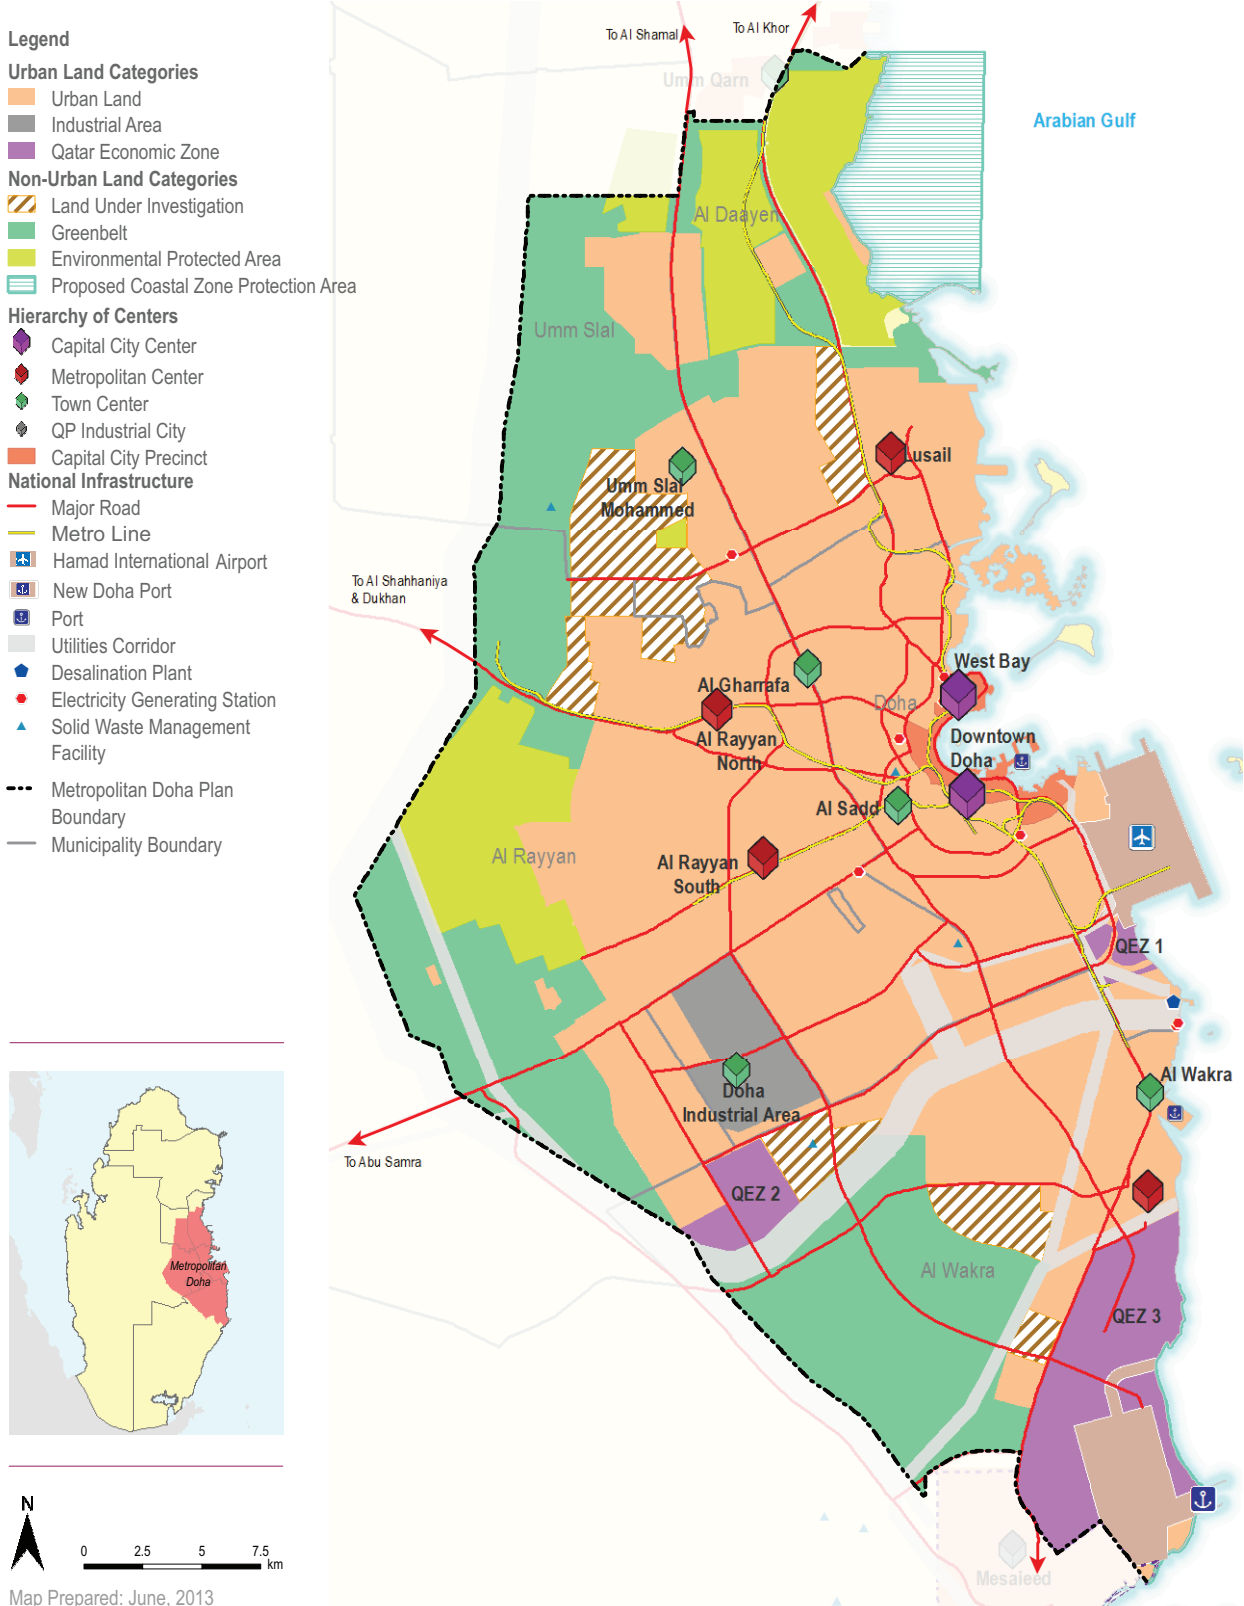 Legend
Urban Land Categories
Urban Land
Industrial Area
Qatar Economic Zone
Non-Urban Land Categories
Land Under Investigation
Greenbelt
Environmental Protected Area
Proposed Coastal Zone Protection Area
Hierarchy of Centers
Capital City Center
Metropolitan Center
Town Center
QP Industrial City
Capital City Precinct
National Infrastructure
Major Road
Metro Line
Hamad International Airport
New Doha Port
Port
Utilities Corridor
Desalination Plant
Electricity Generating Station
Solid Waste Management
Facility
Metropolitan Doha Plan
Boundary
Municipality Boundary
Metropolitan
Doha
N
0 2.5 5 7.5
km
Map Prepared: June, 2013
To Al Shamal
To Al Khor
Umm Qarn
Arabian Gulf
Al Daayen
Umm Slal
Lusail
Umm Slal
Mohammed
To Al Shahhaniya
& Dukhan
West Bay
Al Gharrafa
Doha
Al Rayyan
North
Downtown
Doha
Al Sadd
Al Rayyan
Al Rayyan
South
QEZ 1
Al Wakra
Doha
Industrial Area
To Abu Samra
QEZ 2
Al Wakra
QEZ 3
Mesaieed